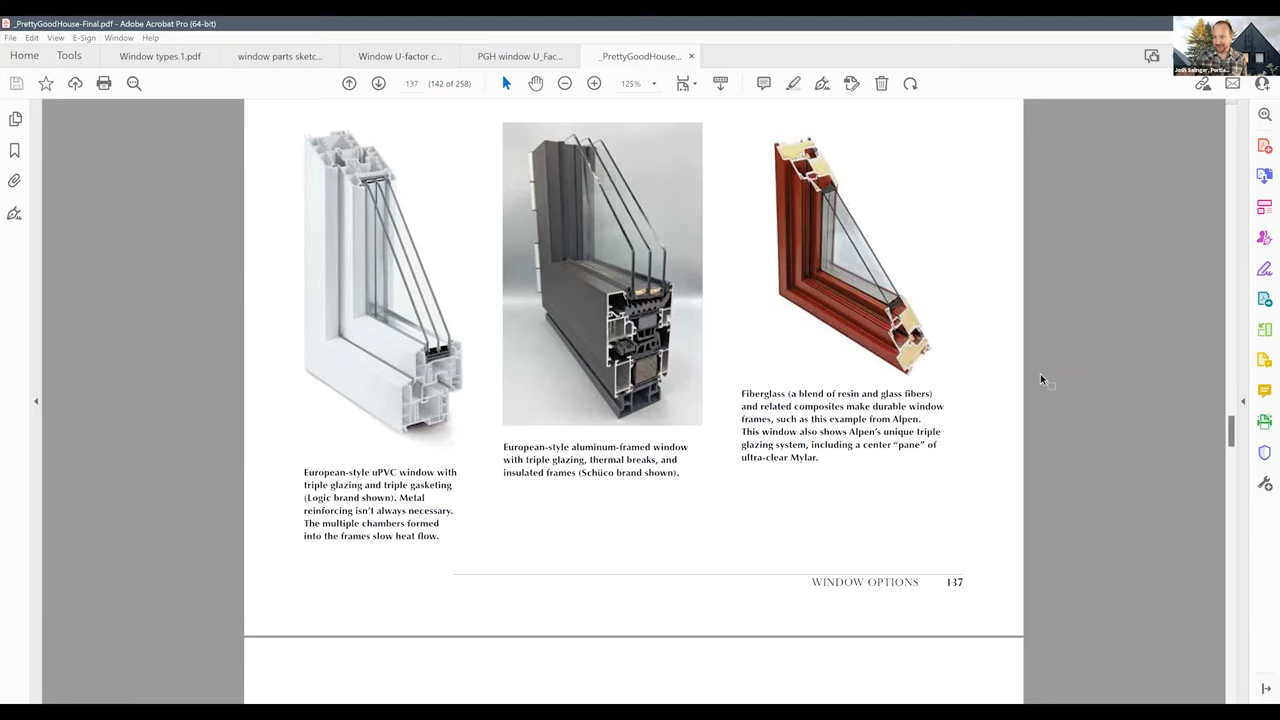 _PrettyGoodHouse-Final.pdf - Adobe Acrobat Pro (64-bit)
File Edit View E-Sign Window Help
Home Tools Window types.1.pdf window parts sketc... Window U-factor c... PGH window U_Fac... _PrettyGoodHouse... ×
137 (142 of 258) 125%
Josh Salinger, Portla...
European-style uPVC window with
triple glazing and triple gasketing
(Logic brand shown). Metal
reinforcing isn't always necessary.
The multiple chambers formed
into the frames slow heat flow.
European-style aluminum-framed window
with triple glazing, thermal breaks, and
insulated frames (Schüco brand shown).
Fiberglass (a blend of resin and glass fibers)
and related composites make durable window
frames, such as this example from Alpen.
This window also shows Alpen's unique triple
glazing system, including a center “pane” of
ultra-clear Mylar.
WINDOW OPTIONS 137